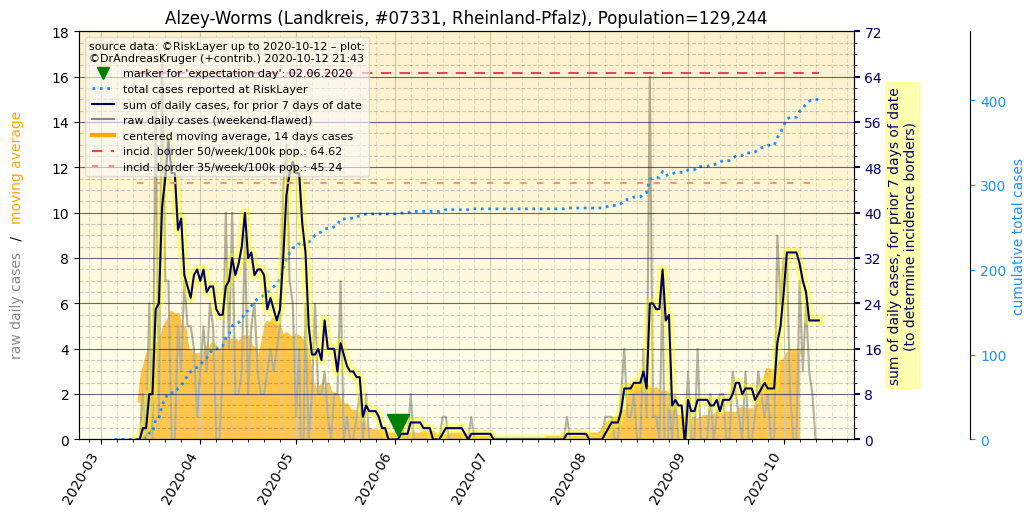 Alzey-Worms (Landkreis, #07331, Rheinland-Pfalz), Population=129,244
source data: ©RiskLayer up to 2020-10-12 – plot:
©DrAndreasKruger (+contrib.) 2020-10-12 21:43
marker for 'expectation day': 02.06.2020
total cases reported at RiskLayer
sum of daily cases, for prior 7 days of date
raw daily cases (weekend-flawed)
centered moving average, 14 days cases
incid. border 50/week/100k pop.: 64.62
incid. border 35/week/100k pop.: 45.24
raw daily cases / moving average
18
16
14
12
10
8
6
4
2
0
72
64
56
48
40
32
24
16
8
0
sum of daily cases, for prior 7 days of date
(to determine incidence borders)
400
300
200
100
0
cumulative total cases
2020-03
2020-04
2020-05
2020-06
2020-07
2020-08
2020-09
2020-10